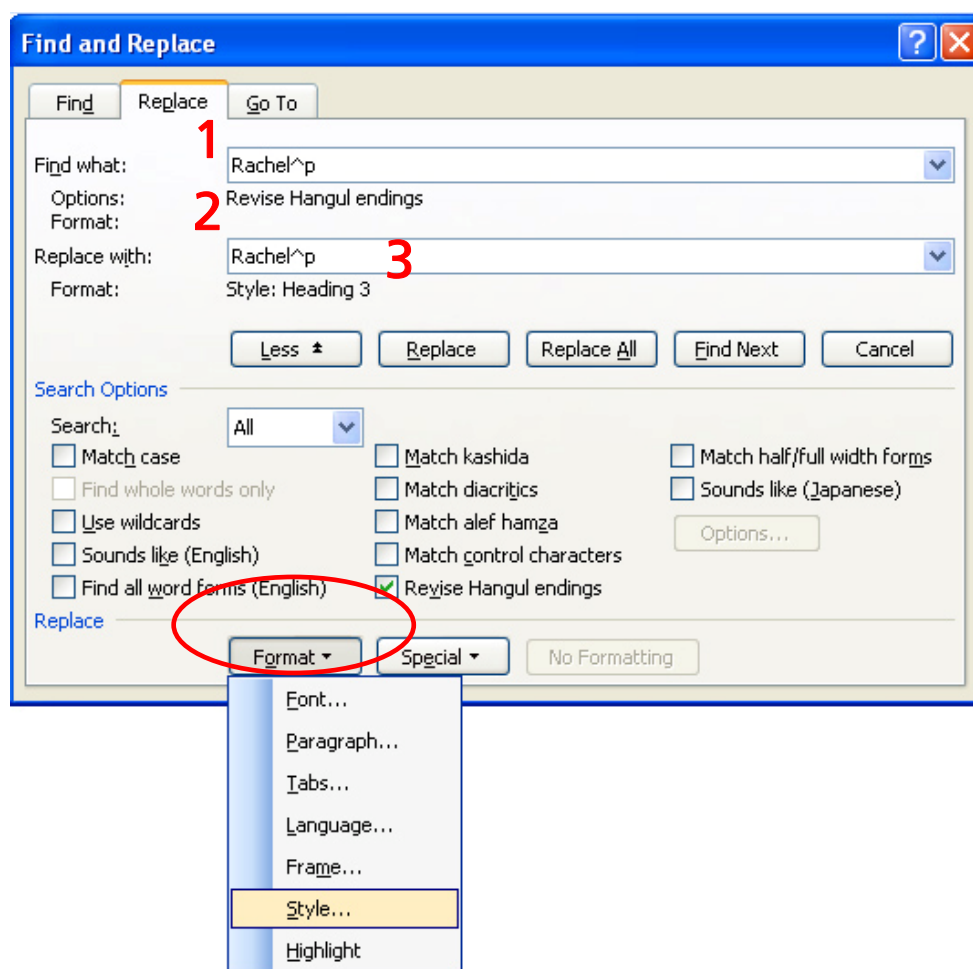 Find and Replace
Find Replace Go To
1
Find what: Rachel^p
Options: Revise Hangul endings
2
Format:
Replace with: Rachel^p
3
Format: Style: Heading 3
Less Replace Replace All Find Next Cancel
Search Options
Search: All
Match case Match kashida Match half/full width forms
Find whole words only Match diacritics Sounds like (Japanese)
Use wildcards Match alef hamza Options...
Sounds like (English) Match control characters
Find all word forms (English) Revise Hangul endings
Replace
Format Special No Formatting
Font...
Paragraph...
Tabs...
Language...
Frame...
Style...
Highlight